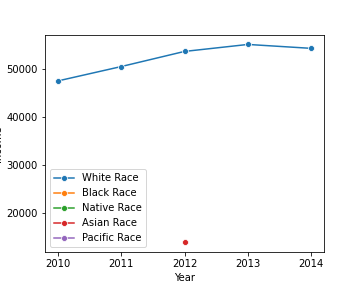 50000
40000
30000
20000
White Race
Black Race
Native Race
Asian Race
Pacific Race
2010 2011 2012 2013 2014
Year